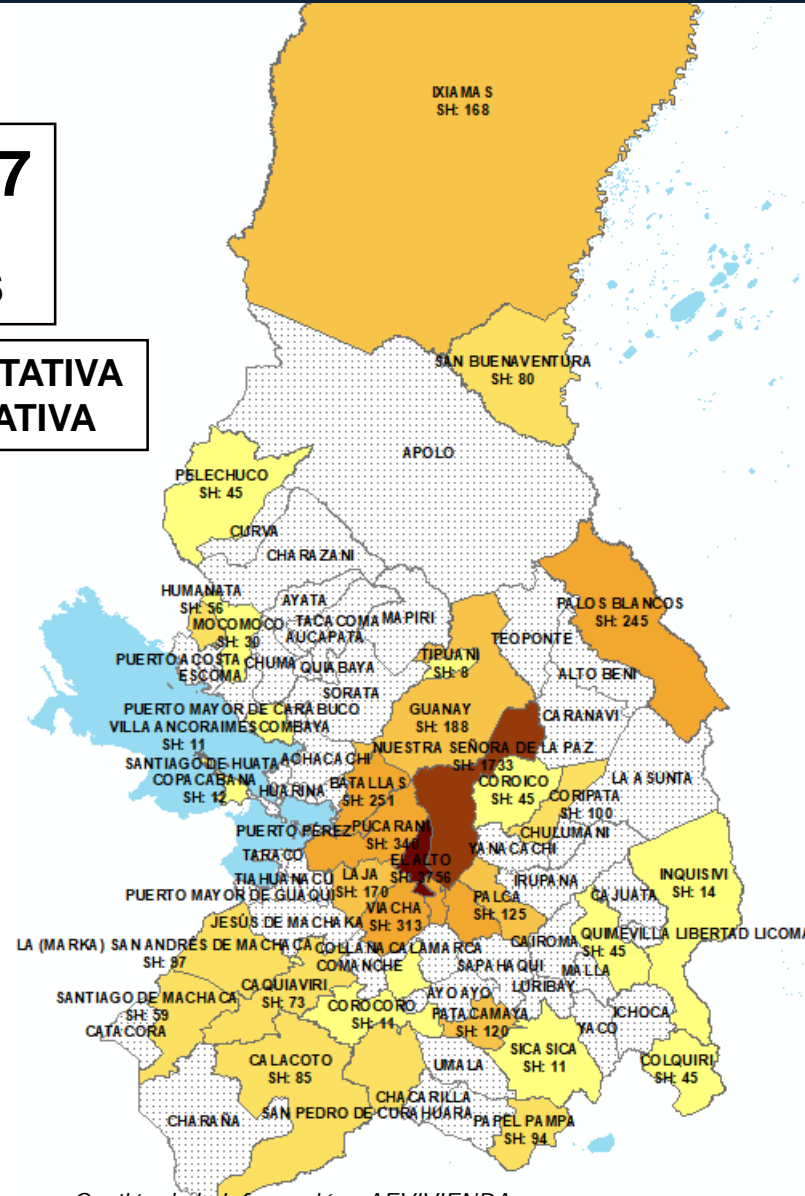 7
S
TATIVA
ATIVA
IXIAMAS
SH: 168
SAN BUENAVENTURA
SH: 80
APOLO
PELECHUCO
SH: 45
CURVA
CHARAZANI
HUMANATA
SH: 56
AYATA
MOCOMOCO
SH: 30
TACACOMA
MAPIRI
AUCAPATA
PALOS BLANCOS
SH: 245
TEOPONTE
PUERTO ACOSTA
CHUMA
QUIABAYA
TIPUANI
SH: 8
ESCOMA
ALTO BENI
SORATA
PUERTO MAYOR DE CARABUCO
GUANAY
SH: 188
CARANAVI
VILLA ANCORAIMES
SH: 11
COMBAYA
NUESTRA SEÑORA DE LA PAZ
SH: 1733
SANTIAGO DE HUATA
ACHACACHI
COPACABANA
SH: 12
HUARINA
BATALLAS
SH: 251
COROICO
SH: 45
LA ASUNTA
CORIPATA
SH: 100
PUERTO PÉREZ
PUCARANI
SH: 340
CHULUMANI
YANACACHI
TARACO
EL ALTO
SH: 3756
TIAHUANACU
LAJA
SH: 170
IRUPANA
INQUISIVI
SH: 14
PUERTO MAYOR DE GUAQUI
PALCA
SH: 125
CAJUATA
VIACHA
SH: 313
JESÚS DE MACHAKA
QUIME
SH: 45
VILLA LIBERTAD LICOMA
LA (MARKA) SAN ANDRÉS DE MACHACA
SH: 97
COLLANA
CALAMARCA
CAIROMA
COMANCHE
SAPAHAQUI
MALLA
CAQUIAVIRI
SH: 73
LURIBAY
SANTIAGO DE MACHACA
SH: 59
AYO AYO
COROCORO
SH: 11
PATACAMAYA
SH: 120
ICHOCA
CATACORA
YACO
SICA SICA
SH: 11
CALACOTO
SH: 85
UMALA
COLQUIRI
SH: 45
CHACARILLA
CHARAÑA
SAN PEDRO DE CURAHUARA
PAPEL PAMPA
SH: 94